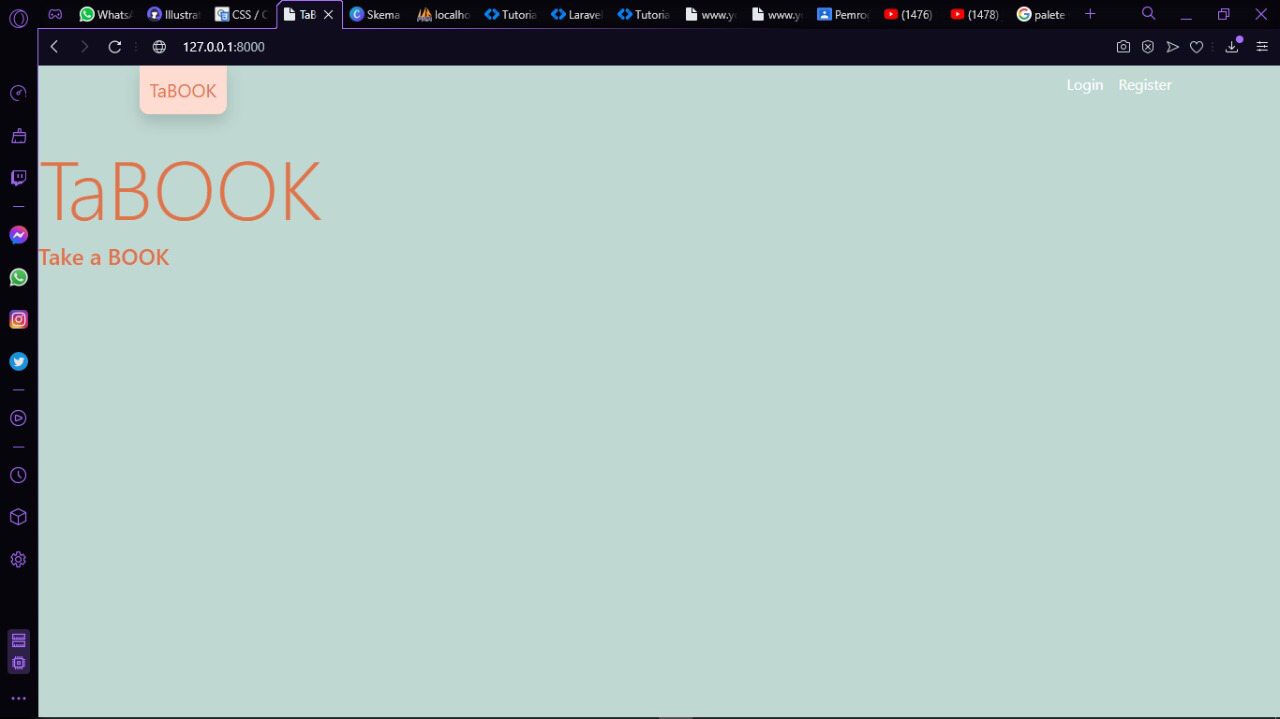 Whats
Illustrat
CSS / C
TaB
Skema
localho
Tutoria
Laravel
Tutoria
www.y
www.y
Pemro
(1476)
(1478)
palete
127.0.0.1:8000
TaBOOK
Login Register
TaBOOK
Take a BOOK